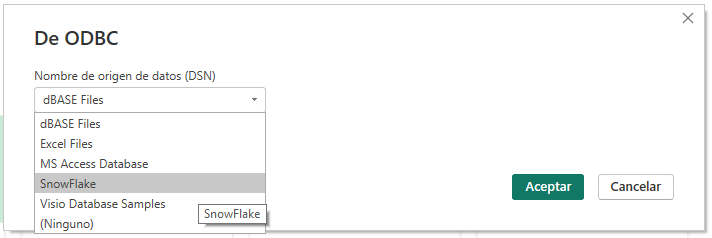 De ODBC
Nombre de origen de datos (DSN)
dBASE Files
dBASE Files
Excel Files
MS Access Database
SnowFlake
Visio Database Samples
SnowFlake
(Ninguno)
Aceptar
Cancelar